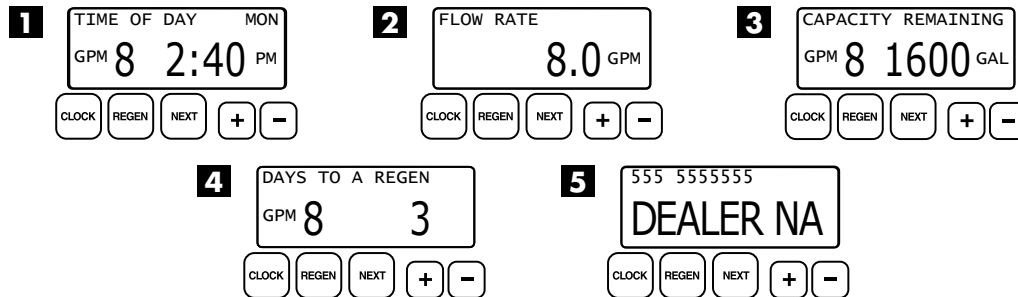 1
TIME OF DAY MON
GPM 8 2:40 PM
CLOCK REGEN NEXT + -
2
FLOW RATE
8.0 GPM
CLOCK REGEN NEXT + -
3
CAPACITY REMAINING
GPM 8 1600 GAL
CLOCK REGEN NEXT + -
4
DAYS TO A REGEN
GPM 8 3
CLOCK REGEN NEXT + -
5
555 5555555
DEALER NA
CLOCK REGEN NEXT + -